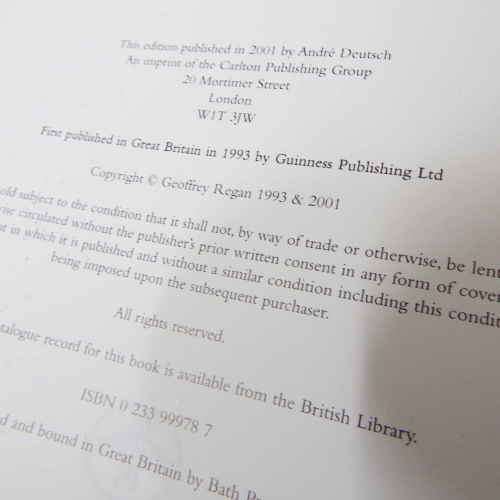 This edition published in 2001 by André Deutsch
An imprint of the Carlton Publishing Group
20 Mortimer Street
London
W1T 3JW
First published in Great Britain in 1993 by Guinness Publishing Ltd
Copyright © Geoffrey Regan 1993 & 2001
old subject to the condition that it shall not, by way of trade or otherwise, be lent
circulated without the publisher's prior written consent in any form of cover
in which it is published and without a similar condition including this condit
being imposed upon the subsequent purchaser.
All rights reserved.
talogue record for this book is available from the British Library.
ISBN 0 233 99978 7
d and bound in Great Britain by Bath